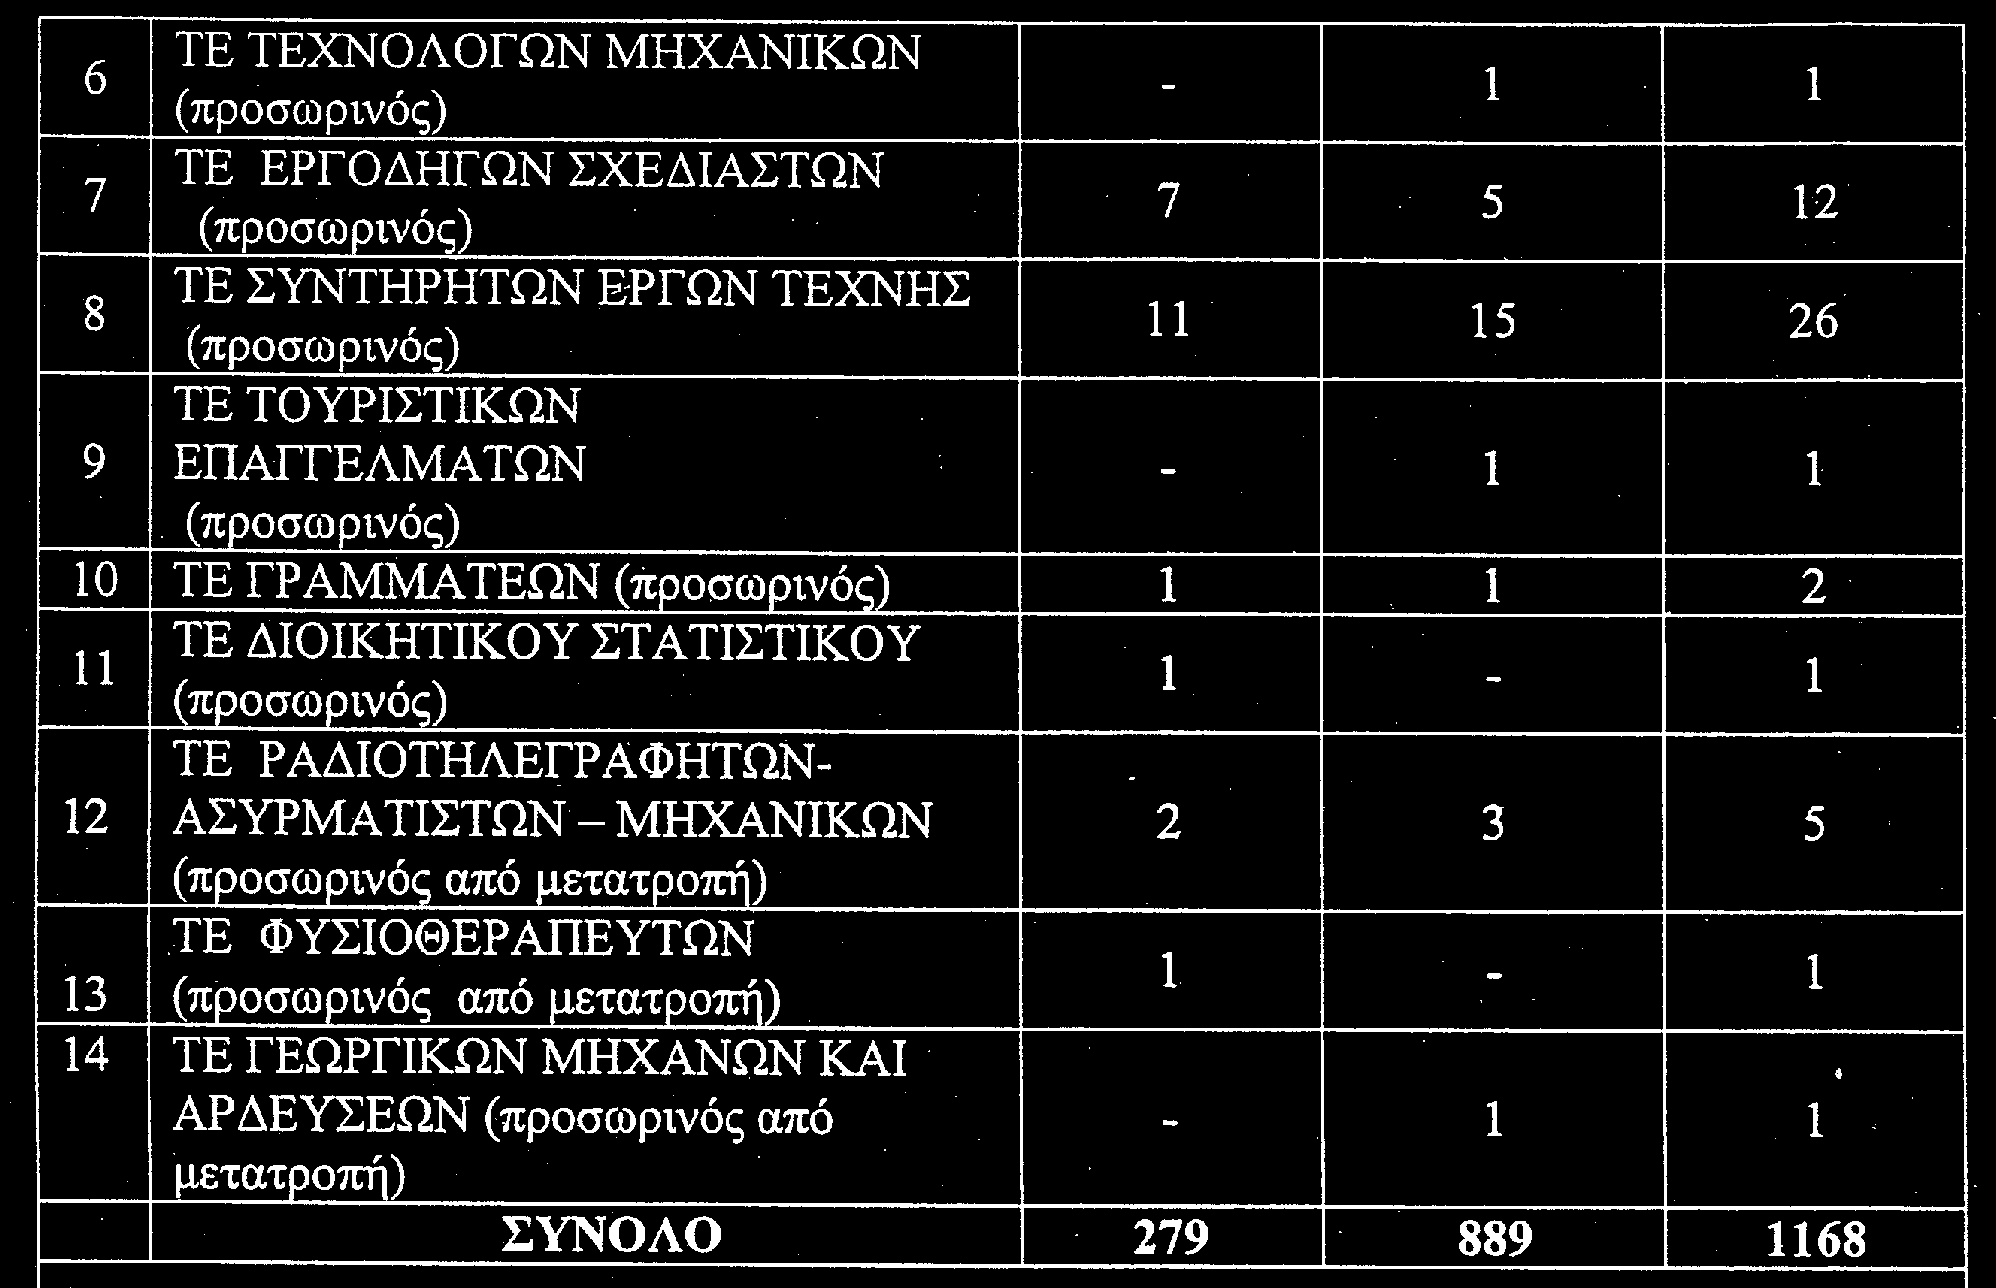 6 ΤΕ ΤΕΧΝΟΛΟΓΩΝ ΜΗΧΑΝΙΚΩΝ
(προσωρινός) - 1 1
7 ΤΕ ΕΡΓΟΔΗΓΩΝ ΣΧΕΔΙΑΣΤΩΝ
(προσωρινός) 7 5 12
8 ΤΕ ΣΥΝΤΗΡΗΤΩΝ ΕΡΓΩΝ ΤΕΧΝΗΣ
(προσωρινός) 11 15 26
ΤΕ ΤΟΥΡΙΣΤΙΚΩΝ
9 ΕΠΑΓΓΕΛΜΑΤΩΝ - 1 1
(προσωρινός)
10 ΤΕ ΓΡΑΜΜΑΤΕΩΝ (προσωρινός) 1 1 2
11 ΤΕ ΔΙΟΙΚΗΤΙΚΟΥ ΣΤΑΤΙΣΤΙΚΟΥ
(προσωρινός) 1 - 1
ΤΕ ΡΑΔΙΟΤΗΛΕΓΡΑΦΗΤΩΝ-
12 ΑΣΥΡΜΑΤΙΣΤΩΝ – ΜΗΧΑΝΙΚΩΝ 2 3 5
(προσωρινός από μετατροπή)
ΤΕ ΦΥΣΙΟΘΕΡΑΠΕΥΤΩΝ 1 - 1
13 (προσωρινός από μετατροπή)
14 ΤΕ ΓΕΩΡΓΙΚΩΝ ΜΗΧΑΝΩΝ ΚΑΙ
ΑΡΔΕΥΣΕΩΝ (προσωρινός από - 1 1
μετατροπή)
ΣΥΝΟΛΟ 279 889 1168